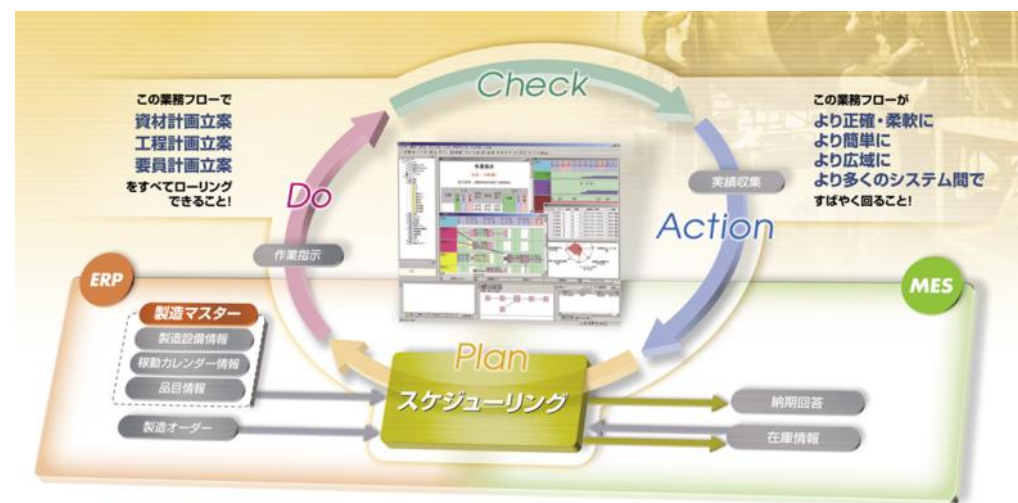 Check
この業務フローで
資材計画立案
工程計画立案
要員計画立案
をすべてローリング
できること!
この業務フローが
より正確・柔軟に
より簡単に
より広域に
より多くのシステム間で
すばやく回ること!
Do
実績収集
Action
作業指示
ERP
MES
製造マスター
製造設備情報
稼動カレンダー情報
品目情報
製造オーダー
Plan
スケジューリング
納期回答
在庫情報